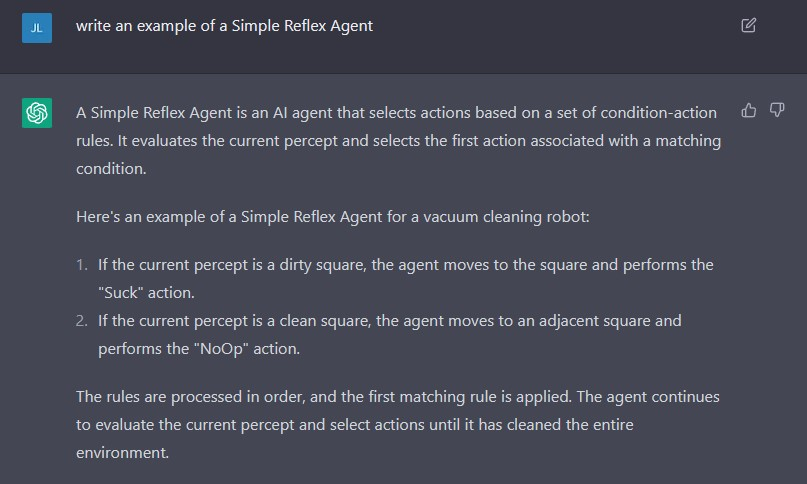 JL
write an example of a Simple Reflex Agent
A Simple Reflex Agent is an AI agent that selects actions based on a set of condition-action
rules. It evaluates the current percept and selects the first action associated with a matching
condition.
Here's an example of a Simple Reflex Agent for a vacuum cleaning robot:
1. If the current percept is a dirty square, the agent moves to the square and performs the
"Suck" action.
2. If the current percept is a clean square, the agent moves to an adjacent square and
performs the "NoOp" action.
The rules are processed in order, and the first matching rule is applied. The agent continues
to evaluate the current percept and select actions until it has cleaned the entire
environment.